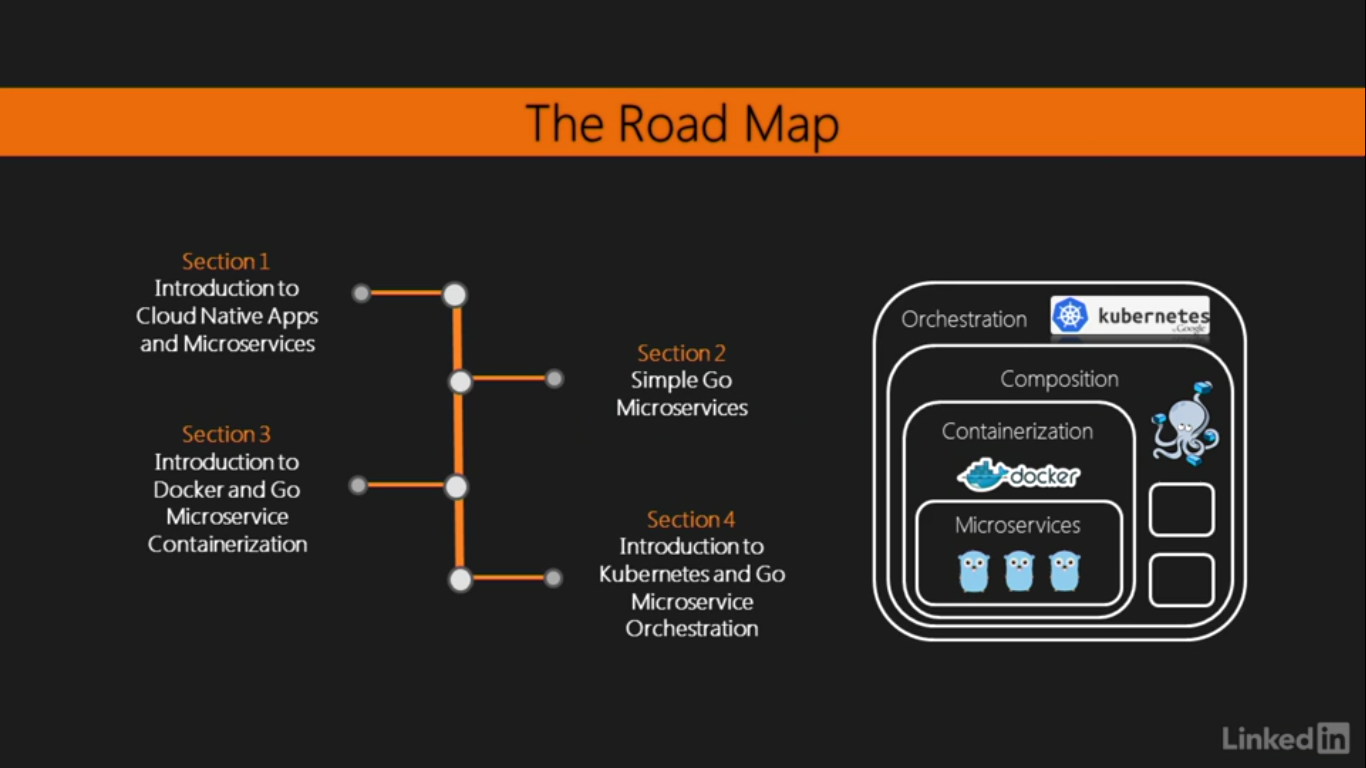 The Road Map
Section 1
Introduction to
Cloud Native Apps
and Microservices
Section 2
Simple Go
Microservices
Section 3
Introduction to
Docker and Go
Microservice
Containerization
Section 4
Introduction to
Kubernetes and Go
Microservice
Orchestration
Orchestration
kubernetes
by Google
Composition
Containerization
docker
Microservices
Linked in